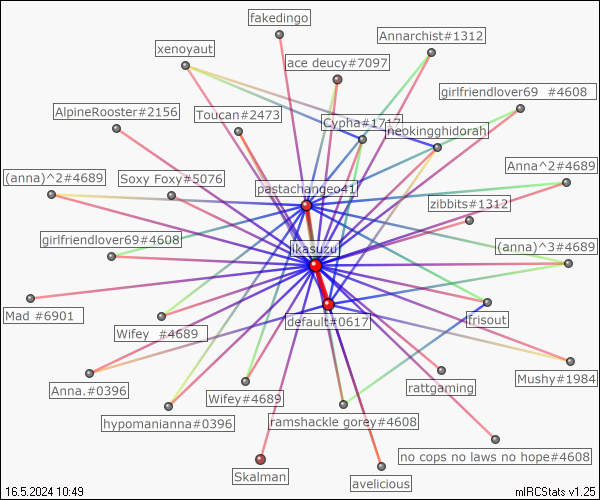 fakedingo
Annarchist#1312
xenoyaut
ace deucy#7097
girlfriendlover69 #4608
AlpineRooster#2156
Toucan#2473
Cypha#1717
neokingghidorah
Anna^2#4689
(anna)^2#4689
Soxy Foxy#5076
pastachangeo41
zibbits#1312
girlfriendlover69#4608
jikasuzu
(anna)^3#4689
Mad #6901
Wifey #4689
default#0617
frisout
Anna.#0396
Wifey#4689
rattgaming
Mushy#1984
hypomanianna#0396
ramshackle gorey#4608
no cops no laws no hope#4608
Skalman
avelicious
16.5.2024 10:49
mIRCStats v1.25